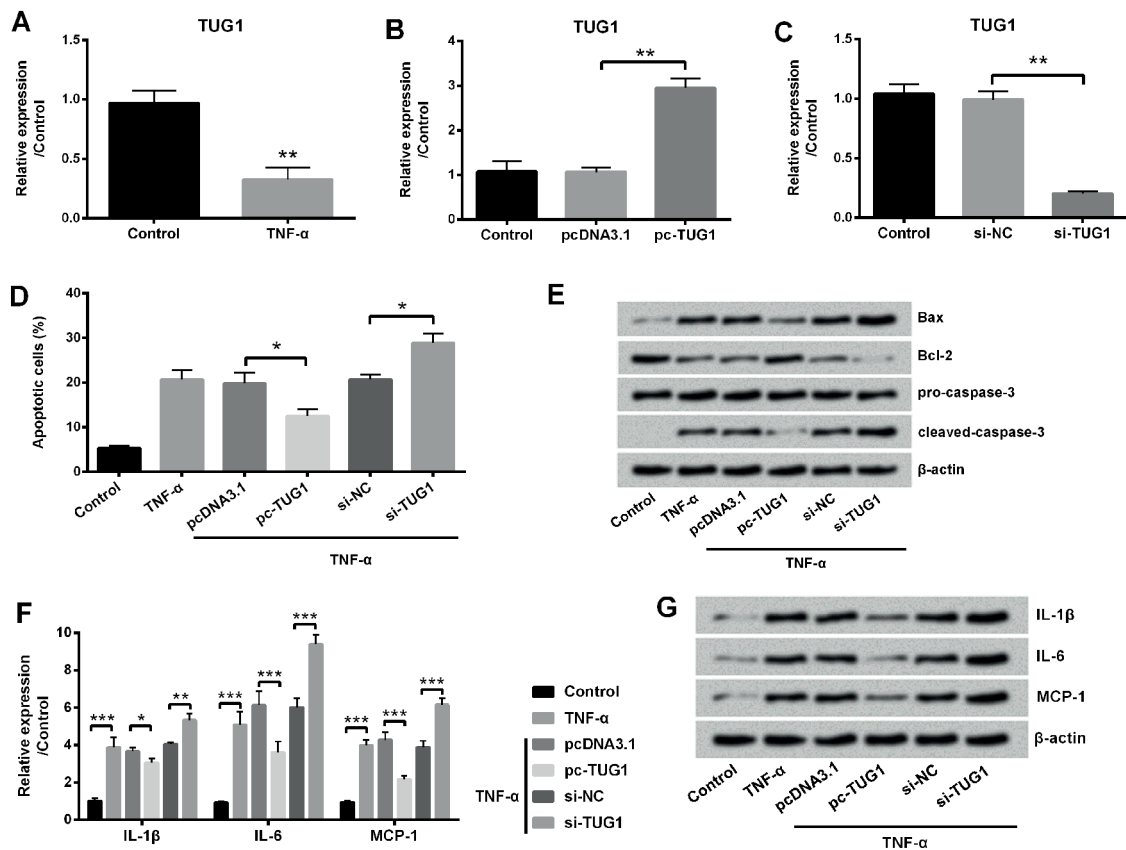 A
TUG1
Relative expression
/Control
1.5
1.0
0.5
0.0
**
Control
TNF-α
B
TUG1
Relative expression
/Control
4
3
2
1
0
**
Control
pcDNA3.1
pc-TUG1
C
TUG1
Relative expression
/Control
1.5
1.0
0.5
0.0
**
Control
si-NC
si-TUG1
D
Apoptotic cells (%)
40
30
20
10
0
*
*
Control
TNF-α
pcDNA3.1
pc-TUG1
si-NC
si-TUG1
TNF-α
E
Bax
Bcl-2
pro-caspase-3
cleaved-caspase-3
β-actin
Control
TNF-α
pcDNA3.1
pc-TUG1
si-NC
si-TUG1
TNF-α
F
Relative expression
/Control
10
8
6
4
2
0
***
*
**
***
***
***
***
***
***
IL-1β
IL-6
MCP-1
Control
TNF-α
pcDNA3.1
pc-TUG1
si-NC
si-TUG1
TNF-α
G
IL-1β
IL-6
MCP-1
β-actin
Control
TNF-α
pcDNA3.1
pc-TUG1
si-NC
si-TUG1
TNF-α